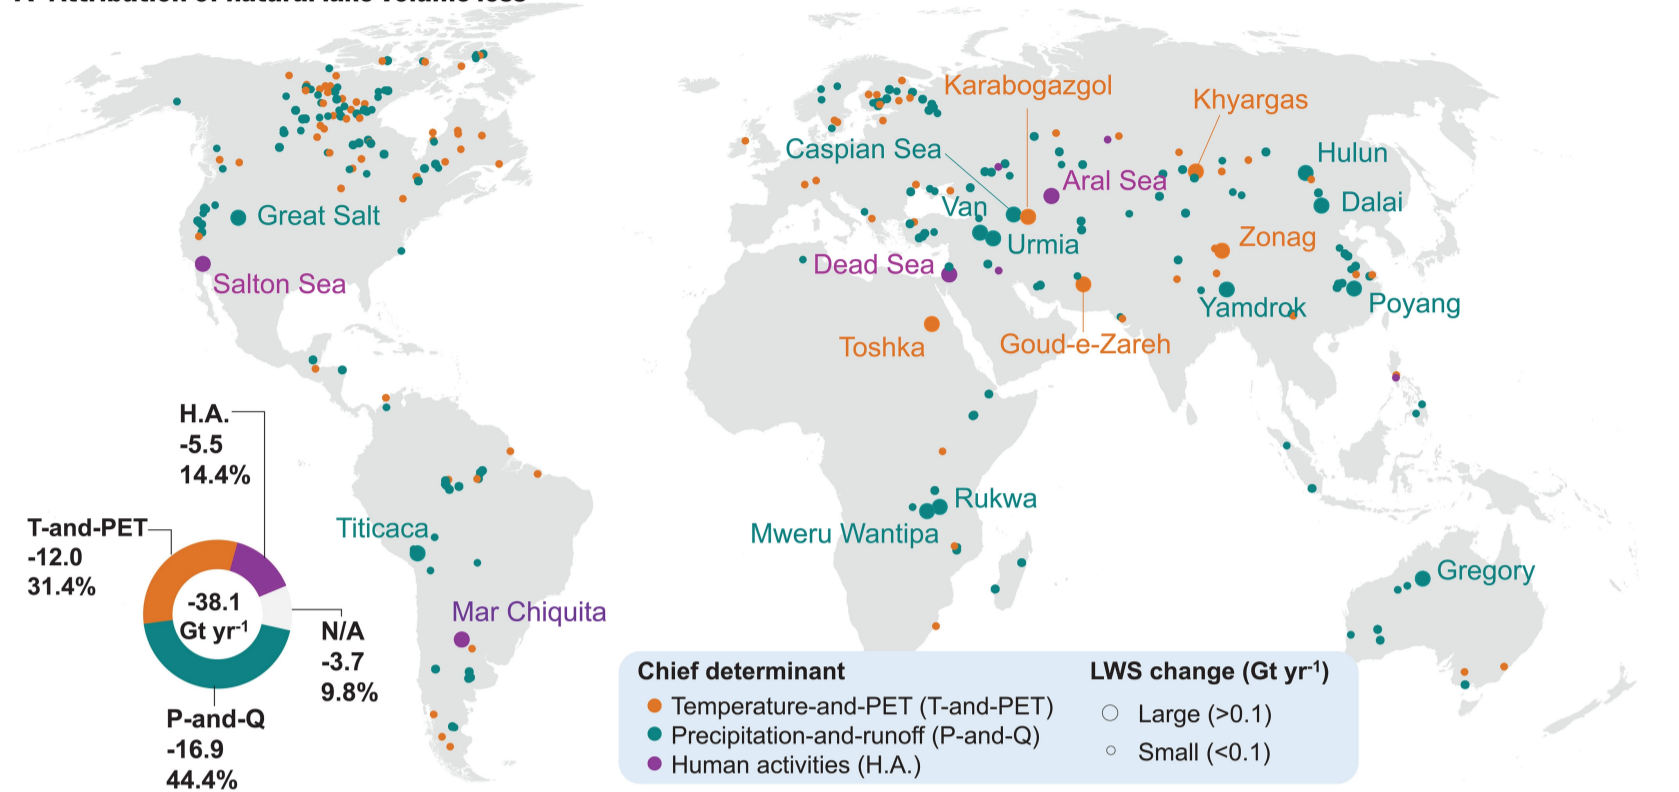 Karabogazgol
Khyargas
Caspian Sea
Hulun
Aral Sea
Dalai
Van
Great Salt
Urmia
Zonag
Dead Sea
Salton Sea
Yamdrok
Poyang
Toshka
Goud-e-Zareh
H.A.
-5.5
14.4%
Rukwa
Titicaca
Mweru Wantipa
T-and-PET
-12.0
31.4%
Gregory
-38.1
Gt yr-1
Mar Chiquita
N/A
-3.7
9.8%
P-and-Q
-16.9
44.4%
Chief determinant
Temperature-and-PET (T-and-PET)
Precipitation-and-runoff (P-and-Q)
Human activities (H.A.)
LWS change (Gt yr-1)
Large (>0.1)
Small (<0.1)